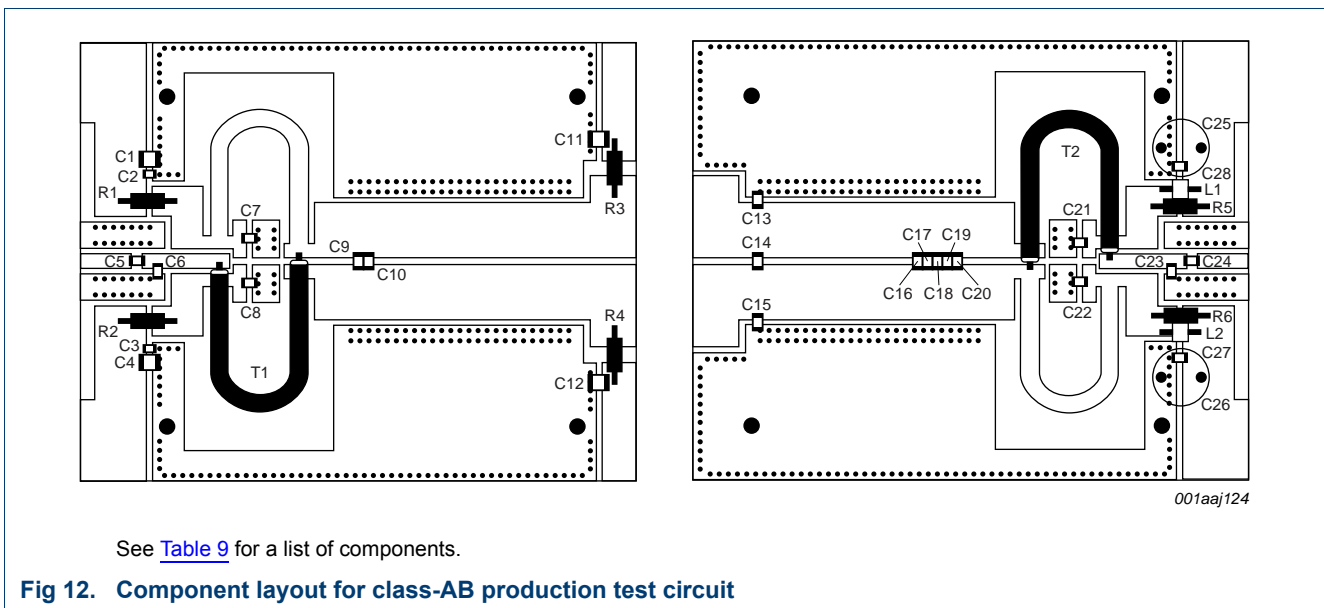 C1
C2
R1
C5
C6
R2
C3
C4
C7
C8
T1
C9
C10
C11
R3
R4
C12
C13
C14
C15
C16
C17
C18
C19
C20
T2
C21
C22
C23
C24
C25
C28
L1
R5
R6
L2
C27
C26
001aaj124
See Table 9 for a list of components.
Fig 12. Component layout for class-AB production test circuit